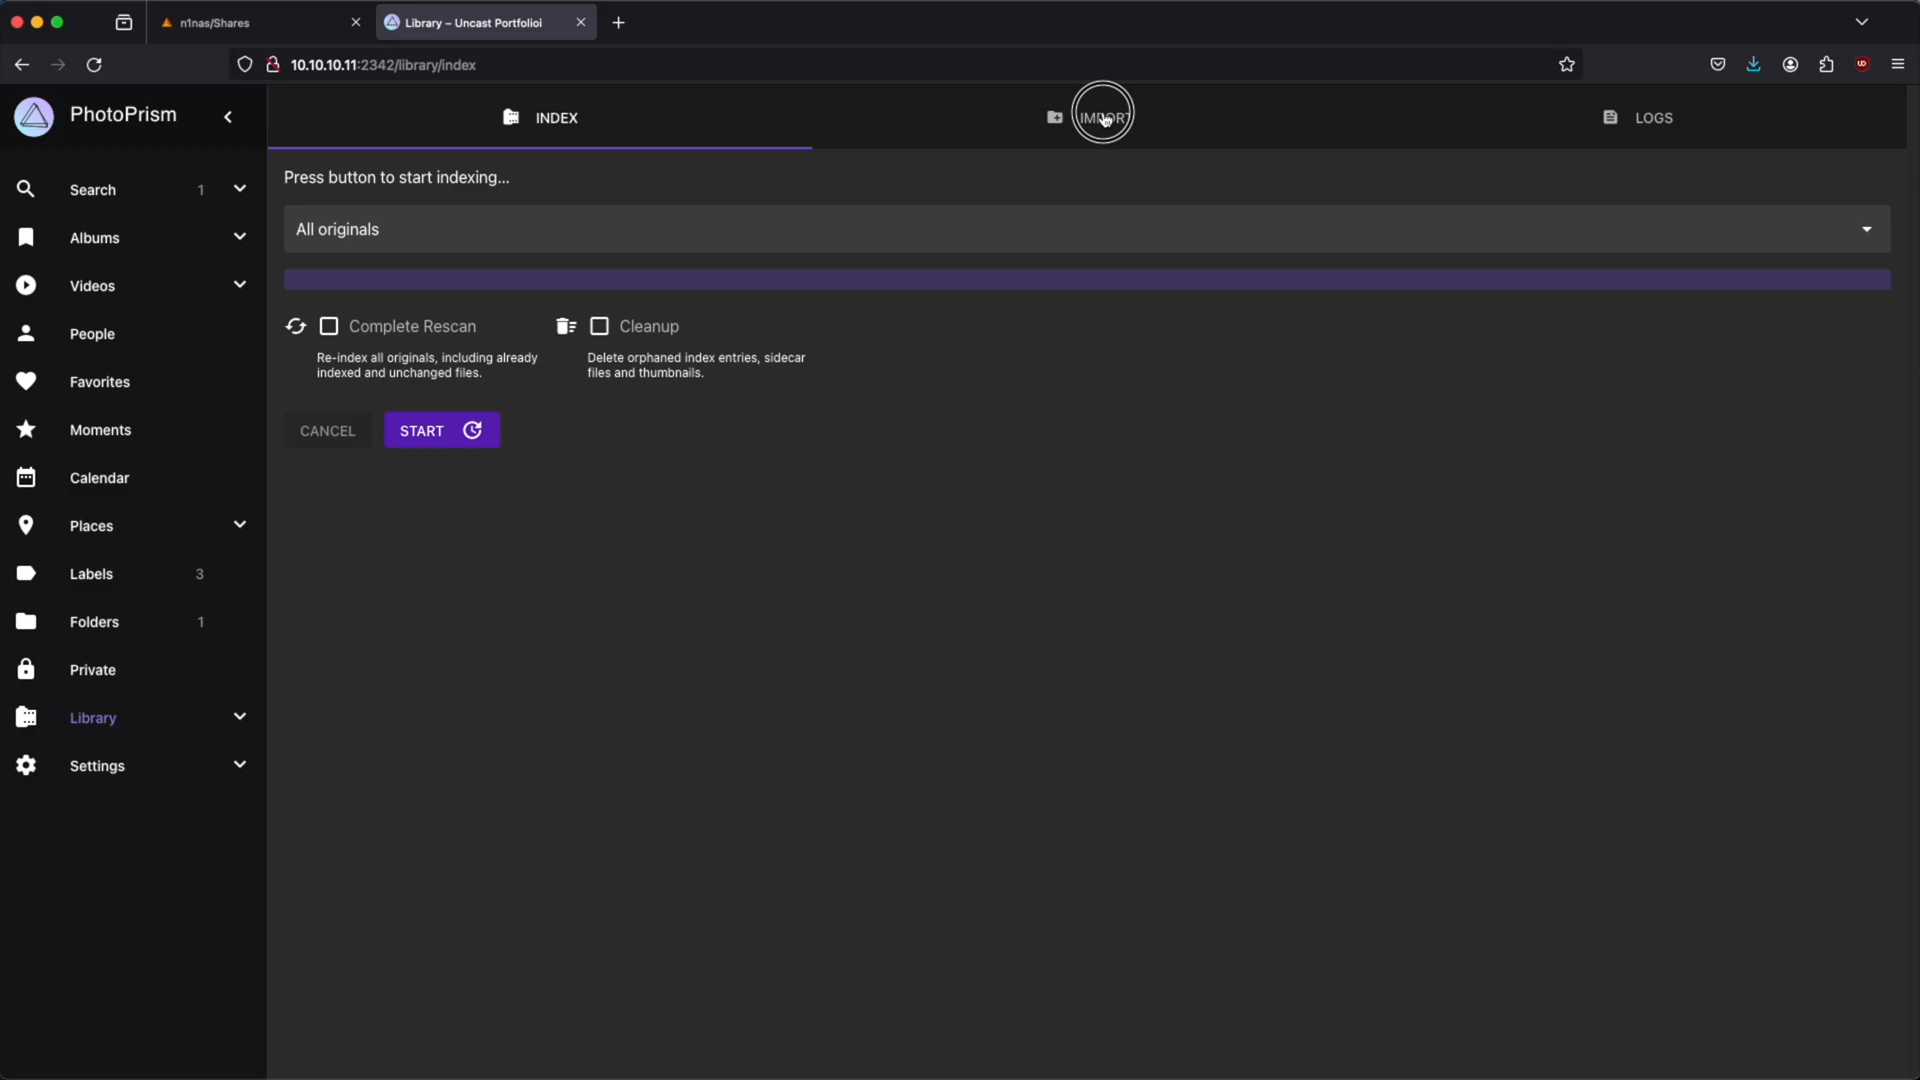 n1nas/Shares
Library – Uncast Portfolioi
10.10.10.11:2342/library/index
PhotoPrism
INDEX
IMPORT
LOGS
Press button to start indexing...
All originals
Search 1
Albums
Videos
People
Favorites
Moments
Calendar
Places
Labels 3
Folders 1
Private
Library
Settings
Complete Rescan
Re-index all originals, including already
indexed and unchanged files.
Cleanup
Delete orphaned index entries, sidecar
files and thumbnails.
CANCEL
START